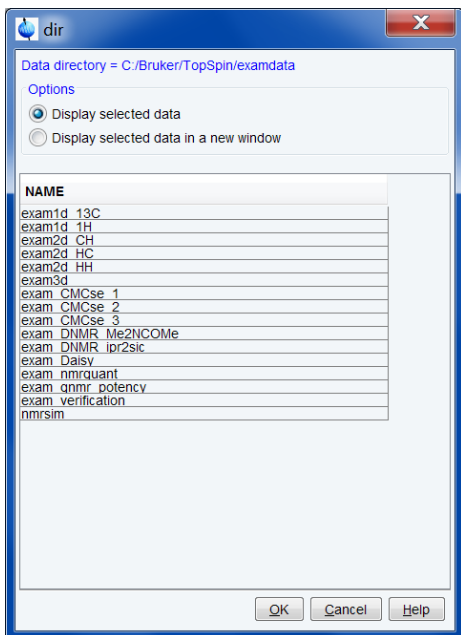 dir
X
Data directory = C:/Bruker/TopSpin/examdata
Options
Display selected data
Display selected data in a new window
NAME
exam1d_13C
exam1d_1H
exam2d_CH
exam2d_HC
exam2d_HH
exam3d
exam_CMCse_1
exam_CMCse_2
exam_CMCse_3
exam_DNMR_Me2NCOMe
exam_DNMR_ipr2sic
exam_Daisy
exam_nmrquant
exam_qnmr_potency
exam_verification
nmrsim
OK Cancel Help